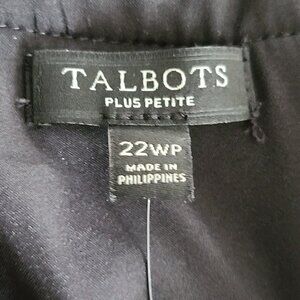 TALBOTS
PLUS PETITE
22WP
MADE IN
PHILIPPINES